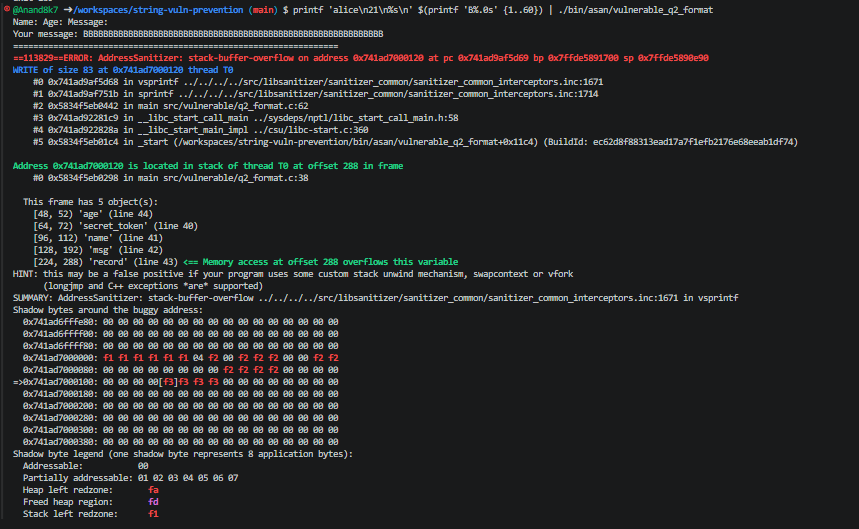 @Anand8k7 ➜/workspaces/string-vuln-prevention (main) $ printf 'alice\n21\n%s\n' $(printf 'B%.0s' {1..60}) | ./bin/asan/vulnerable_q2_format
Name: Age: Message:
Your message: BBBBBBBBBBBBBBBBBBBBBBBBBBBBBBBBBBBBBBBBBBBBBBBBBBBBBBBBBBBB
=================================================================
==113829==ERROR: AddressSanitizer: stack-buffer-overflow on address 0x741ad7000120 at pc 0x741ad9af5d69 bp 0x7ffde5891700 sp 0x7ffde5890e90
WRITE of size 83 at 0x741ad7000120 thread T0
    #0 0x741ad9af5d68 in vsprintf ../../../../src/libsanitizer/sanitizer_common/sanitizer_common_interceptors.inc:1671
    #1 0x741ad9af751b in sprintf ../../../../src/libsanitizer/sanitizer_common/sanitizer_common_interceptors.inc:1714
    #2 0x5834f5eb0442 in main src/vulnerable/q2_format.c:62
    #3 0x741ad92281c9 in __libc_start_call_main ../sysdeps/nptl/libc_start_call_main.h:58
    #4 0x741ad922828a in __libc_start_main_impl ../csu/libc-start.c:360
    #5 0x5834f5eb01c4 in _start (/workspaces/string-vuln-prevention/bin/asan/vulnerable_q2_format+0x11c4) (BuildId: ec62d8f88313ead17a7f1efb2176e68eeab1df74)

Address 0x741ad7000120 is located in stack of thread T0 at offset 288 in frame
    #0 0x5834f5eb0298 in main src/vulnerable/q2_format.c:38

  This frame has 5 object(s):
    [48, 52) 'age' (line 44)
    [64, 72) 'secret_token' (line 40)
    [96, 112) 'name' (line 41)
    [128, 192) 'msg' (line 42)
    [224, 288) 'record' (line 43) <== Memory access at offset 288 overflows this variable
HINT: this may be a false positive if your program uses some custom stack unwind mechanism, swapcontext or vfork
      (longjmp and C++ exceptions *are* supported)
SUMMARY: AddressSanitizer: stack-buffer-overflow ../../../../src/libsanitizer/sanitizer_common/sanitizer_common_interceptors.inc:1671 in vsprintf
Shadow bytes around the buggy address:
  0x741ad6fffe80: 00 00 00 00 00 00 00 00 00 00 00 00 00 00 00 00
  0x741ad6ffff00: 00 00 00 00 00 00 00 00 00 00 00 00 00 00 00 00
  0x741ad6ffff80: 00 00 00 00 00 00 00 00 00 00 00 00 00 00 00 00
  0x741ad7000000: f1 f1 f1 f1 f1 f1 04 f2 00 f2 f2 f2 00 00 f2 f2
  0x741ad7000080: 00 00 00 00 00 00 00 00 f2 f2 f2 f2 00 00 00 00
=>0x741ad7000100: 00 00 00 00[f3]f3 f3 f3 00 00 00 00 00 00 00 00
  0x741ad7000180: 00 00 00 00 00 00 00 00 00 00 00 00 00 00 00 00
  0x741ad7000200: 00 00 00 00 00 00 00 00 00 00 00 00 00 00 00 00
  0x741ad7000280: 00 00 00 00 00 00 00 00 00 00 00 00 00 00 00 00
  0x741ad7000300: 00 00 00 00 00 00 00 00 00 00 00 00 00 00 00 00
  0x741ad7000380: 00 00 00 00 00 00 00 00 00 00 00 00 00 00 00 00
Shadow byte legend (one shadow byte represents 8 application bytes):
  Addressable:           00
  Partially addressable: 01 02 03 04 05 06 07
  Heap left redzone:       fa
  Freed heap region:       fd
  Stack left redzone:      f1